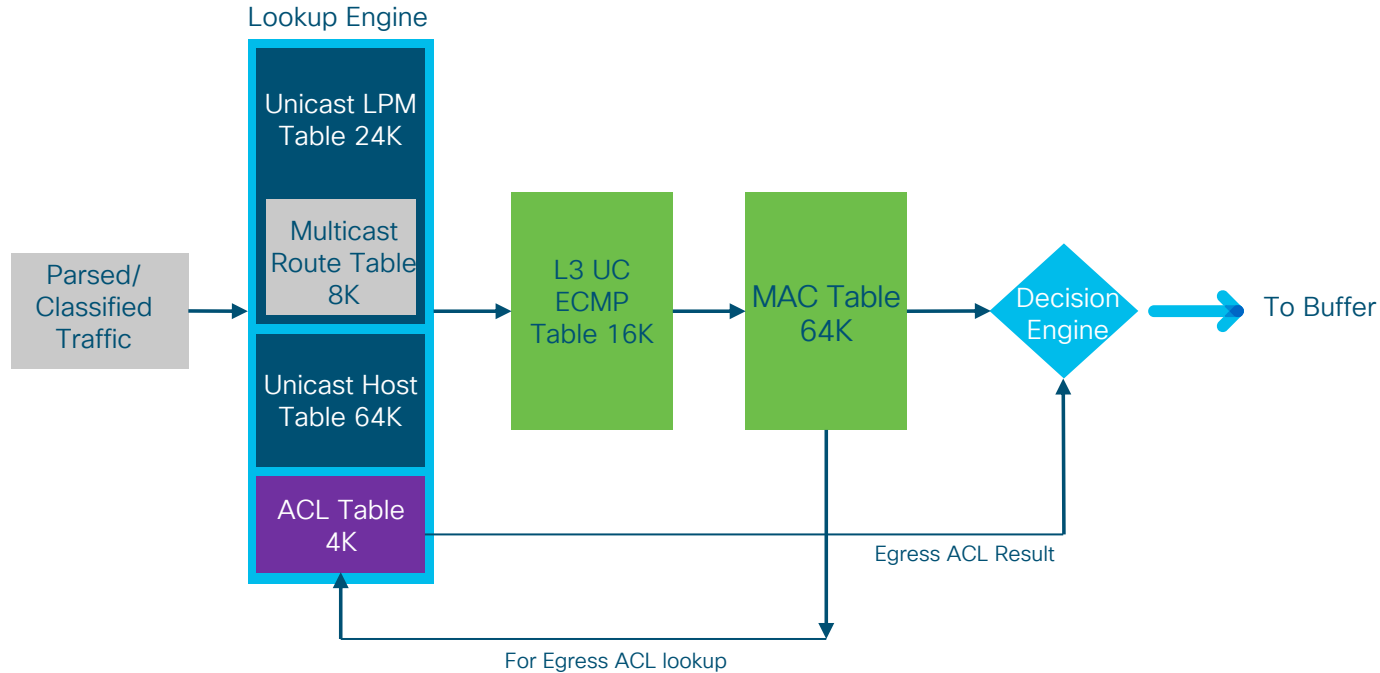 Lookup Engine
Unicast LPM
Table 24K
Multicast
Route Table
8K
Unicast Host
Table 64K
ACL Table
4K
Parsed/
Classified
Traffic
L3 UC
ECMP
Table 16K
MAC Table
64K
Decision
Engine
To Buffer
Egress ACL Result
For Egress ACL lookup